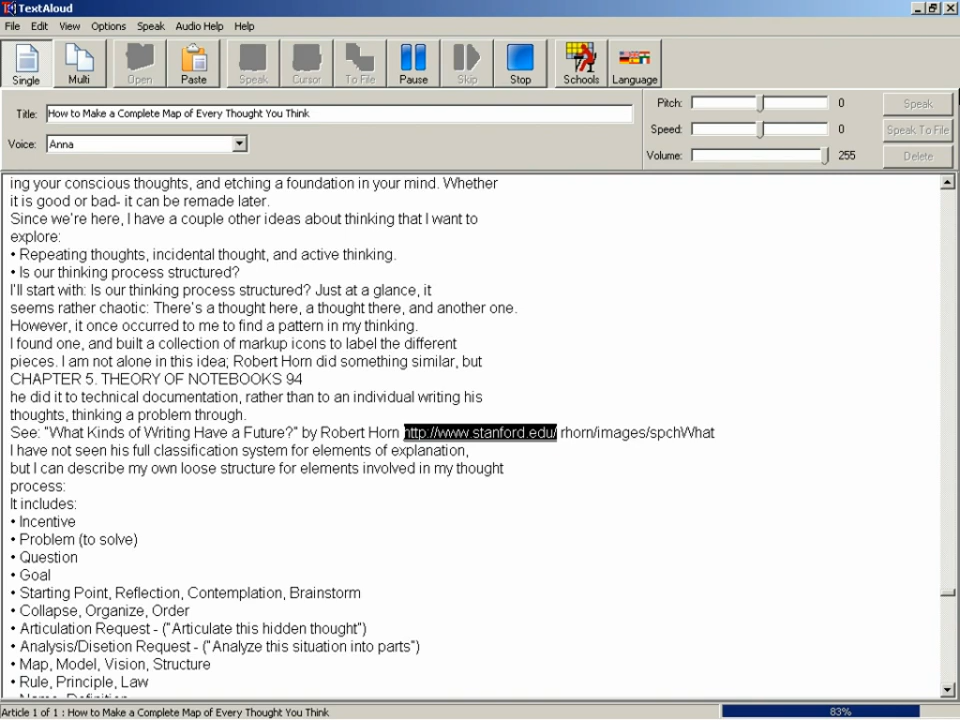 TextAloud
File Edit View Options Speak Audio Help Help
Single Multi Open Paste Speak Cursor To File Pause Skip Stop Schools Language
Title: How to Make a Complete Map of Every Thought You Think
Voice: Anna
Pitch: 0 Speak
Speed: 0 Speak To File
Volume: 255 Delete
ing your conscious thoughts, and etching a foundation in your mind. Whether
it is good or bad- it can be remade later.
Since we're here, I have a couple other ideas about thinking that I want to
explore:
• Repeating thoughts, incidental thought, and active thinking.
• Is our thinking process structured?
I'll start with: Is our thinking process structured? Just at a glance, it
seems rather chaotic: There's a thought here, a thought there, and another one.
However, it once occurred to me to find a pattern in my thinking.
I found one, and built a collection of markup icons to label the different
pieces. I am not alone in this idea; Robert Horn did something similar, but
CHAPTER 5. THEORY OF NOTEBOOKS 94
he did it to technical documentation, rather than to an individual writing his
thoughts, thinking a problem through.
See: "What Kinds of Writing Have a Future?" by Robert Horn http://www.stanford.edu/ rhorn/images/spchWhat
I have not seen his full classification system for elements of explanation,
but I can describe my own loose structure for elements involved in my thought
process:
It includes:
• Incentive
• Problem (to solve)
• Question
• Goal
• Starting Point, Reflection, Contemplation, Brainstorm
• Collapse, Organize, Order
• Articulation Request - ("Articulate this hidden thought")
• Analysis/Disetion Request - ("Analyze this situation into parts")
• Map, Model, Vision, Structure
• Rule, Principle, Law
• Name, Definition
Article 1 of 1 : How to Make a Complete Map of Every Thought You Think 83%